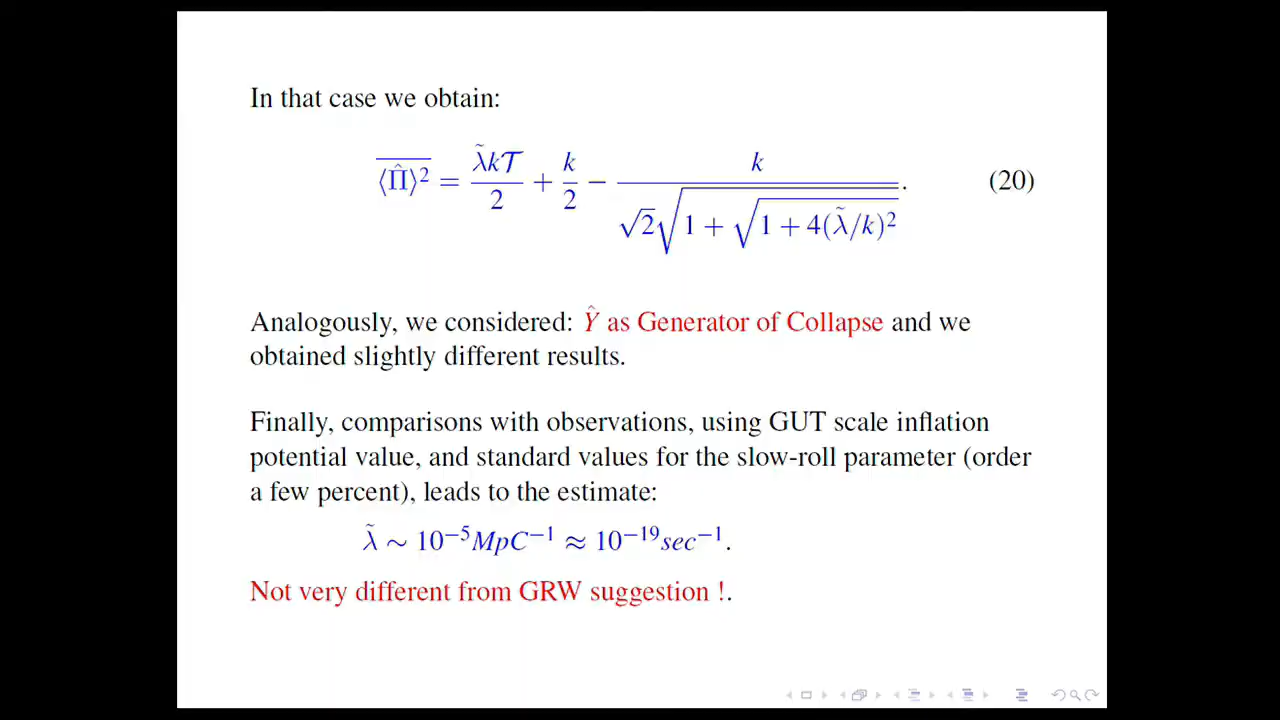 In that case we obtain:
$\overline{\langle \hat{\Pi} \rangle^2} = \frac{\tilde{\lambda} k \mathcal{T}}{2} + \frac{k}{2} - \frac{k}{\sqrt{2}\sqrt{1 + \sqrt{1 + 4(\tilde{\lambda}/k)^2}}}.$ (20)
Analogously, we considered: $\hat{Y}$ as Generator of Collapse and we
obtained slightly different results.
Finally, comparisons with observations, using GUT scale inflation
potential value, and standard values for the slow-roll parameter (order
a few percent), leads to the estimate:
$\tilde{\lambda} \sim 10^{-5} MpC^{-1} \approx 10^{-19} sec^{-1}.$
Not very different from GRW suggestion !.